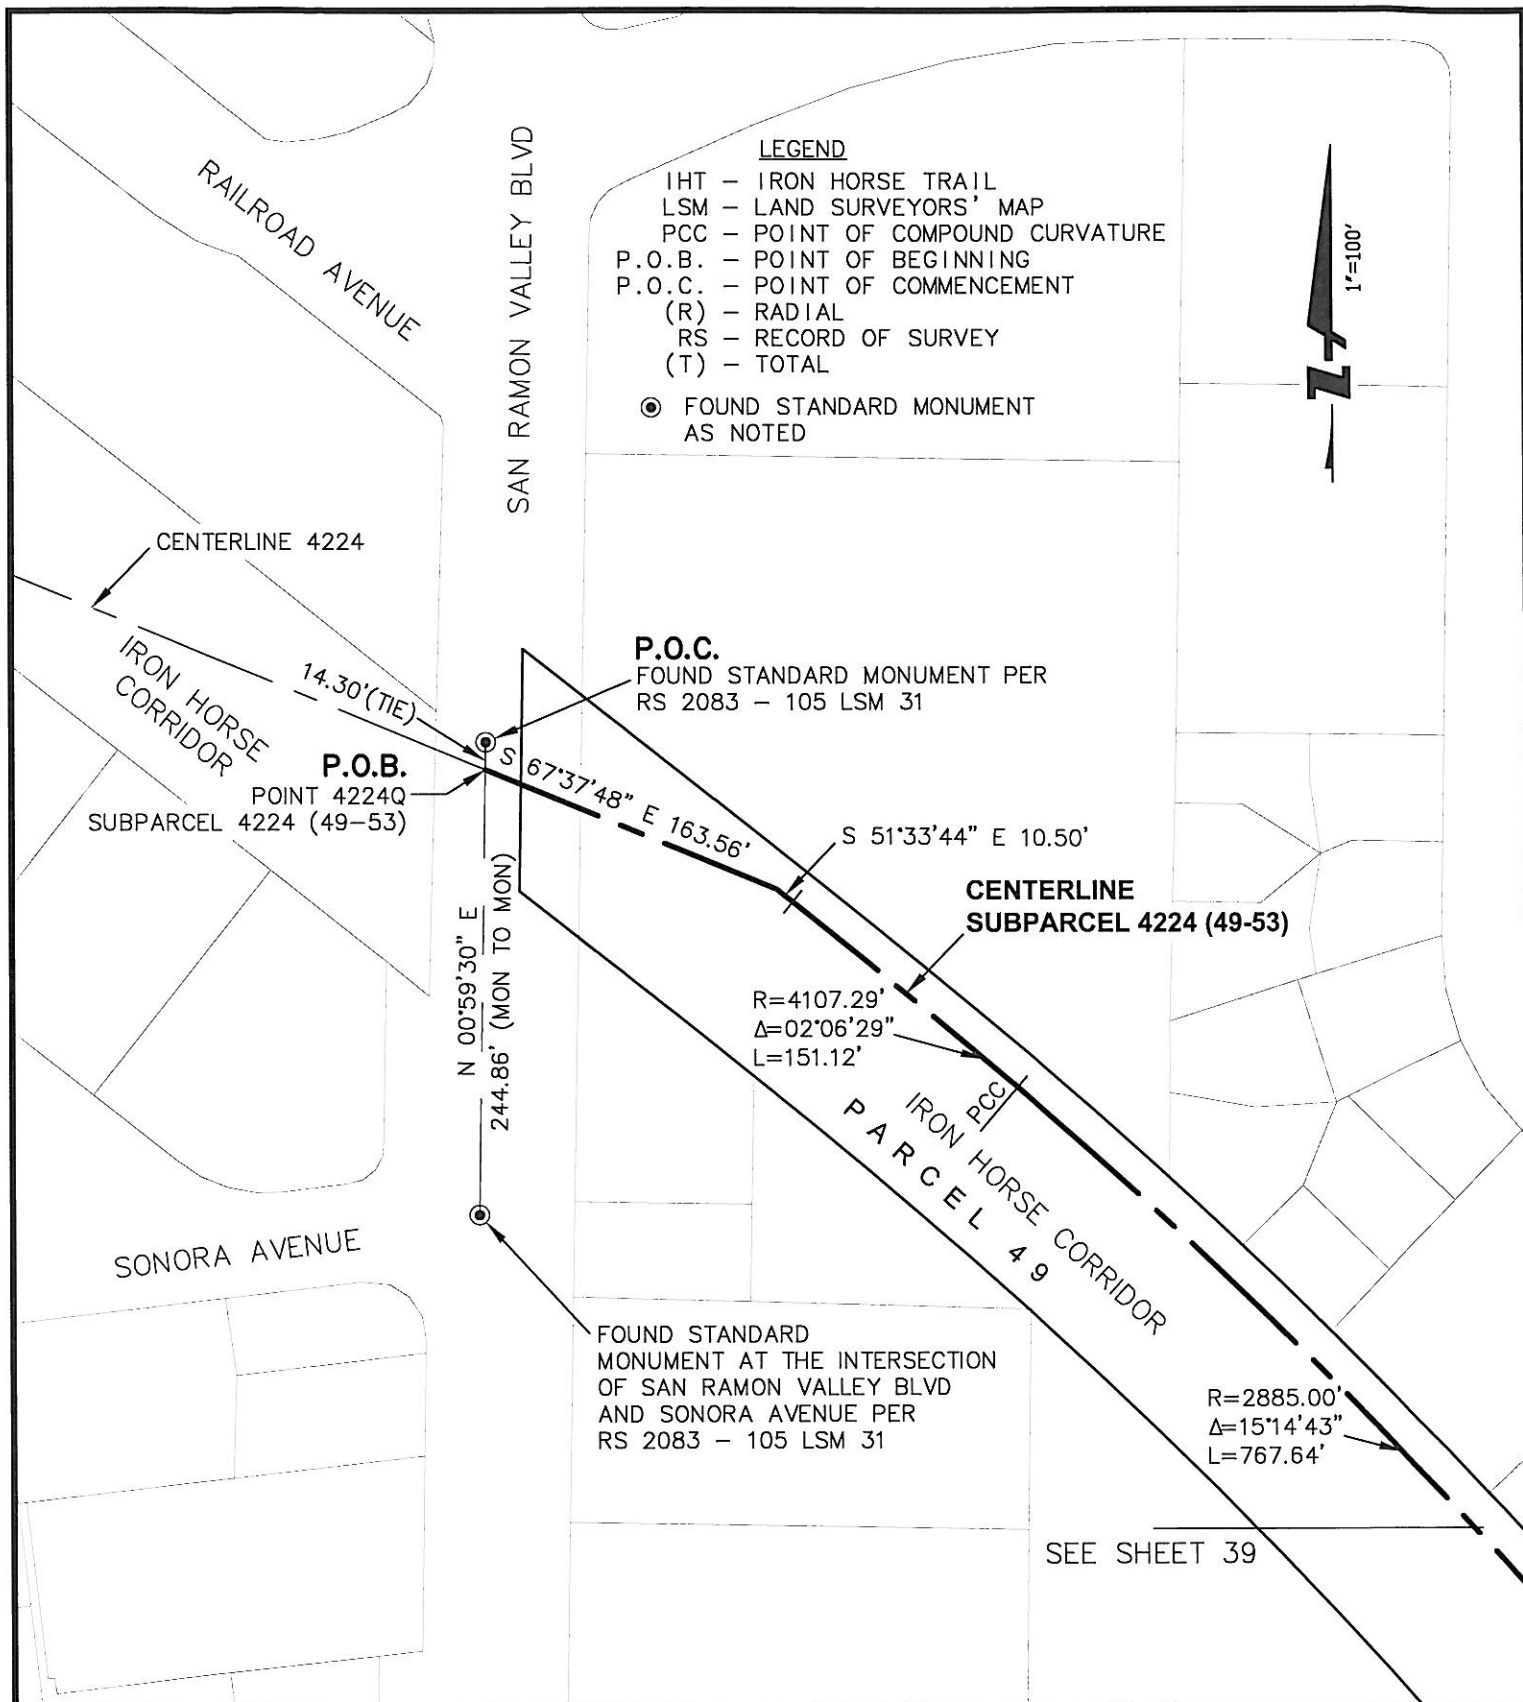 RAILROAD AVENUE
SAN RAMON VALLEY BLVD
LEGEND
IHT – IRON HORSE TRAIL
LSM – LAND SURVEYORS' MAP
PCC – POINT OF COMPOUND CURVATURE
P.O.B. – POINT OF BEGINNING
P.O.C. – POINT OF COMMENCEMENT
(R) – RADIAL
RS – RECORD OF SURVEY
(T) – TOTAL
FOUND STANDARD MONUMENT
AS NOTED
1"=100'
N
CENTERLINE 4224
IRON HORSE
CORRIDOR
14.30'(TIE)
P.O.C.
FOUND STANDARD MONUMENT PER
RS 2083 – 105 LSM 31
P.O.B.
POINT 4224Q
SUBPARCEL 4224 (49–53)
S 67°37'48" E 163.56'
S 51°33'44" E 10.50'
CENTERLINE
SUBPARCEL 4224 (49-53)
N 00°59'30" E
244.86' (MON TO MON)
R=4107.29'
Δ=02°06'29"
L=151.12'
PCC
IRON HORSE CORRIDOR
PARCEL 49
SONORA AVENUE
FOUND STANDARD
MONUMENT AT THE INTERSECTION
OF SAN RAMON VALLEY BLVD
AND SONORA AVENUE PER
RS 2083 – 105 LSM 31
R=2885.00'
Δ=15°14'43"
L=767.64'
SEE SHEET 39